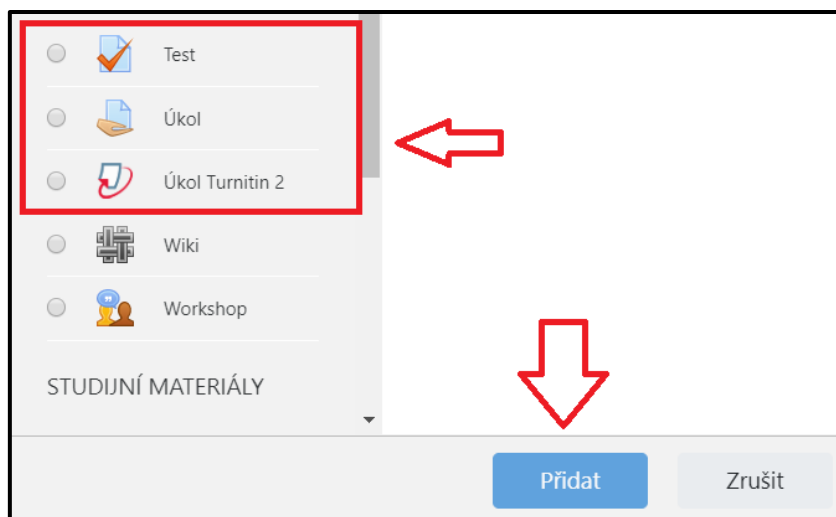 Test
Úkol
Úkol Turnitin 2
Wiki
Workshop
STUDIJNÍ MATERIÁLY
Přidat
Zrušit